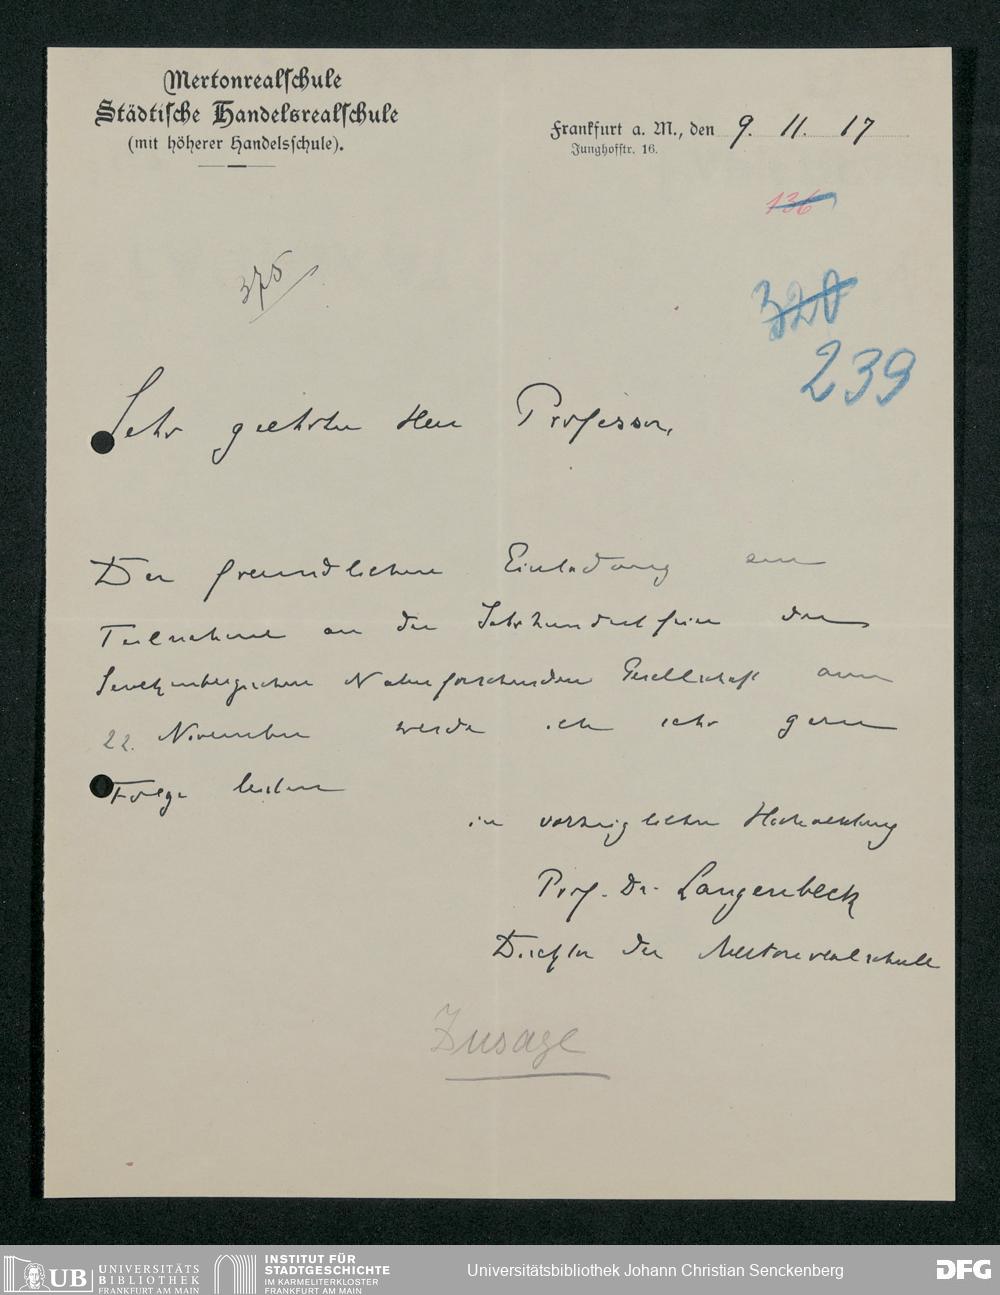 Mertonrealschule
Städtische Handelsrealschule
(mit höherer Handelsschule).
Frankfurt a. M., den 9. 11. 17
Junghofstr. 16.
136
375
320
239
Sehr geehrter Herr Professor,
Der freundlichen Einladung zur
Teilnahme an der Jahrhundertfeier der
Senckenbergischen Naturforschenden Gesellschaft am
22. November werde ich sehr gern
Folge leisten
in vorzüglicher Hochachtung
Prof. Dr. Langenbeck
Direktor der Mertonrealschule
Zusage
UB UNIVERSITÄTS
BIBLIOTHEK
FRANKFURT AM MAIN
INSTITUT FÜR
STADTGESCHICHTE
IM KARMELITERKLOSTER
FRANKFURT AM MAIN
Universitätsbibliothek Johann Christian Senckenberg
DFG